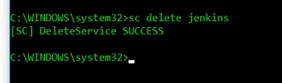 C:\WINDOWS\system32>sc delete jenkins
[SC] DeleteService SUCCESS
C:\WINDOWS\system32>